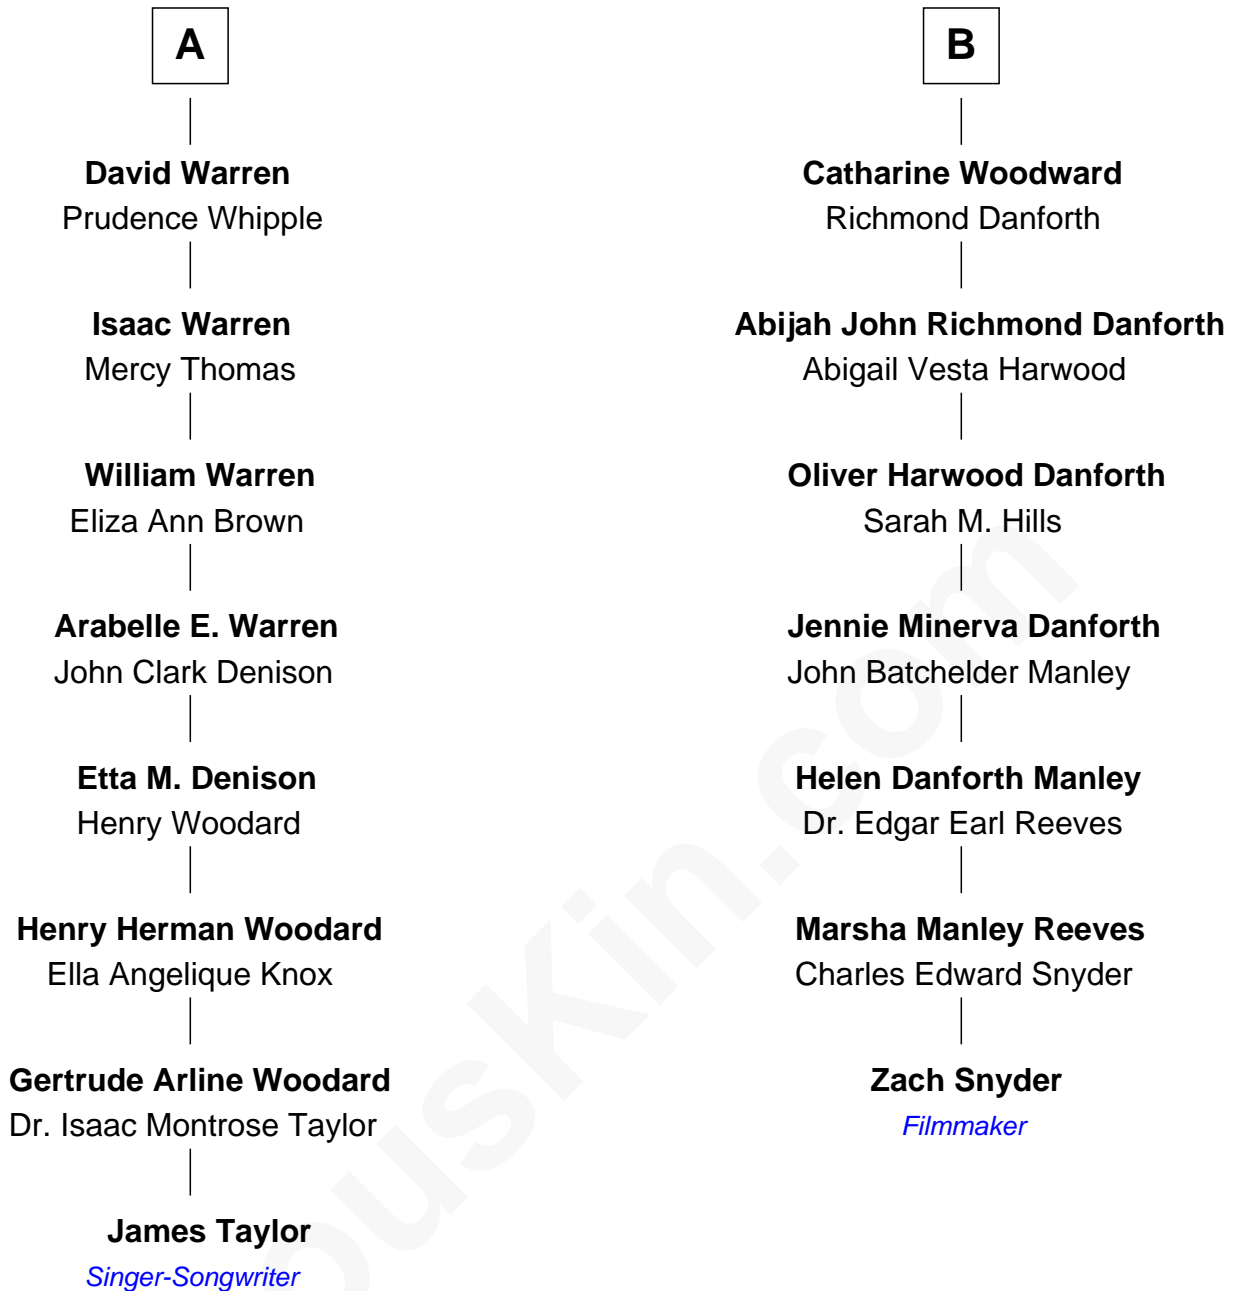 A
David Warren
Prudence Whipple
Isaac Warren
Mercy Thomas
William Warren
Eliza Ann Brown
Arabelle E. Warren
John Clark Denison
Etta M. Denison
Henry Woodard
Henry Herman Woodard
Ella Angelique Knox
Gertrude Arline Woodard
Dr. Isaac Montrose Taylor
James Taylor
Singer-Songwriter
B
Catharine Woodward
Richmond Danforth
Abijah John Richmond Danforth
Abigail Vesta Harwood
Oliver Harwood Danforth
Sarah M. Hills
Jennie Minerva Danforth
John Batchelder Manley
Helen Danforth Manley
Dr. Edgar Earl Reeves
Marsha Manley Reeves
Charles Edward Snyder
Zach Snyder
Filmmaker
ousKin.com